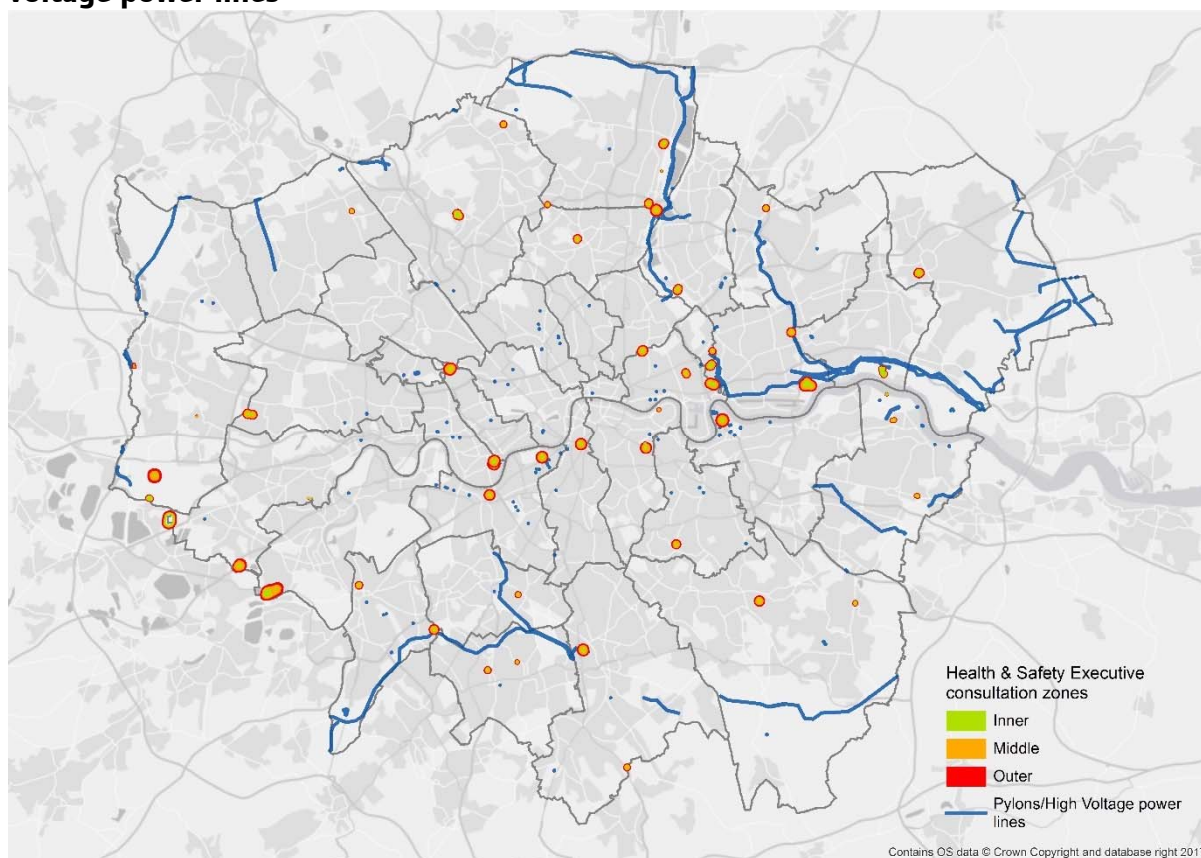 voltage power lines
Health & Safety Executive
consultation zones
Inner
Middle
Outer
Pylons/High Voltage power
lines
Contains OS data © Crown Copyright and database right 201